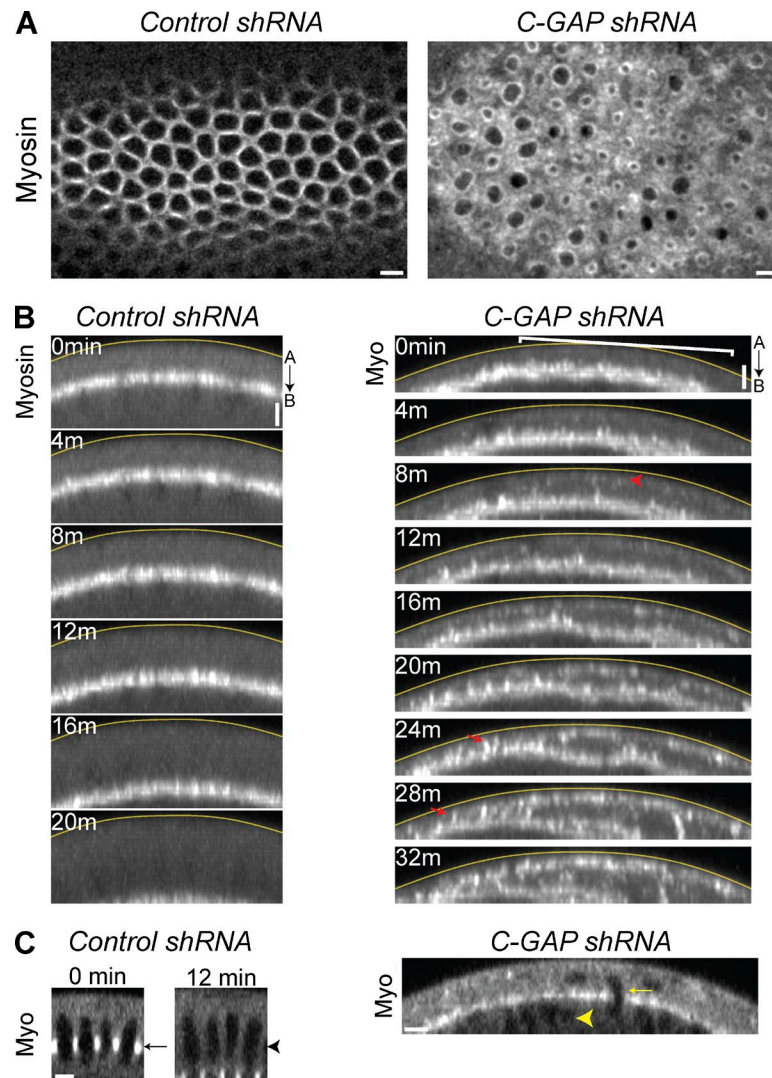 A
Control shRNA
C-GAP shRNA
Myosin
B
Control shRNA
C-GAP shRNA
Myosin
0min
A
B
4m
8m
12m
16m
20m
Myo
0min
A
B
4m
8m
12m
16m
20m
24m
28m
32m
C
Control shRNA
C-GAP shRNA
0 min
12 min
Myo
Myo